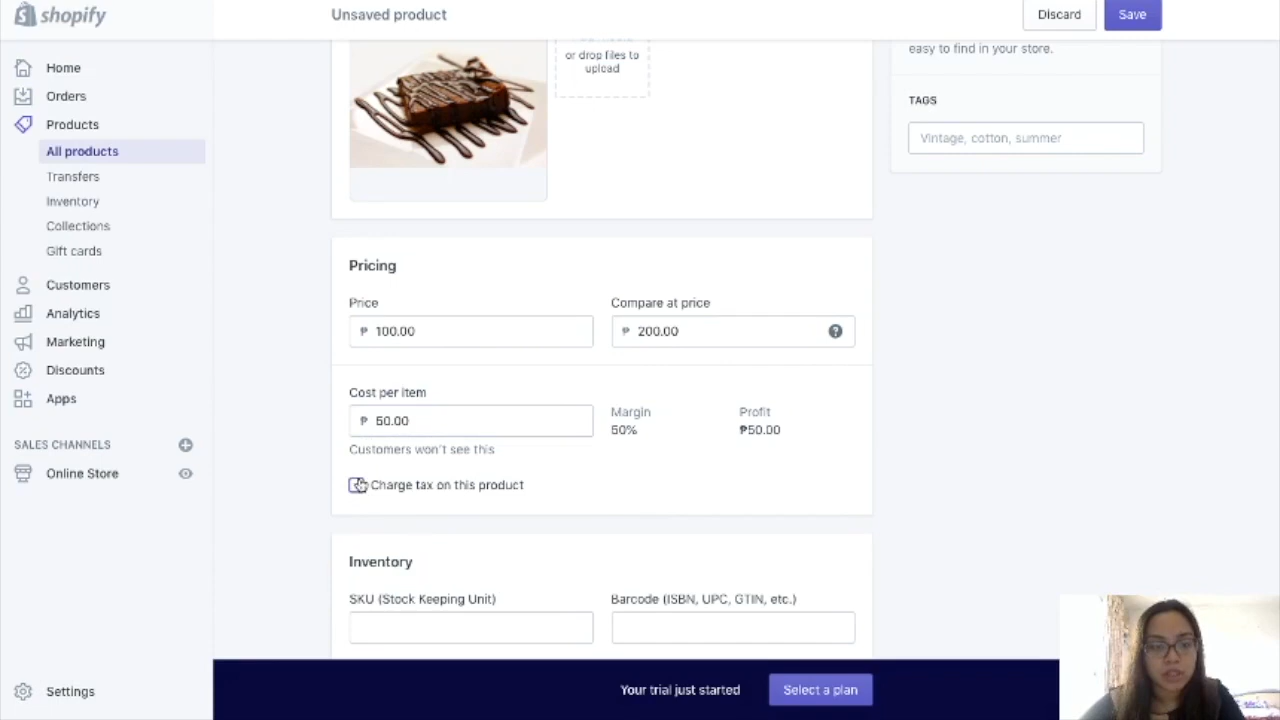 shopify
Unsaved product
Discard
Save
Home
Orders
Products
All products
Transfers
Inventory
Collections
Gift cards
Customers
Analytics
Marketing
Discounts
Apps
SALES CHANNELS
Online Store
Settings
or drop files to
upload
easy to find in your store.
TAGS
Vintage, cotton, summer
Pricing
Price
Compare at price
₱ 100.00
₱ 200.00
Cost per item
₱ 50.00
Margin
50%
Profit
₱50.00
Customers won't see this
Charge tax on this product
Inventory
SKU (Stock Keeping Unit)
Barcode (ISBN, UPC, GTIN, etc.)
Your trial just started
Select a plan